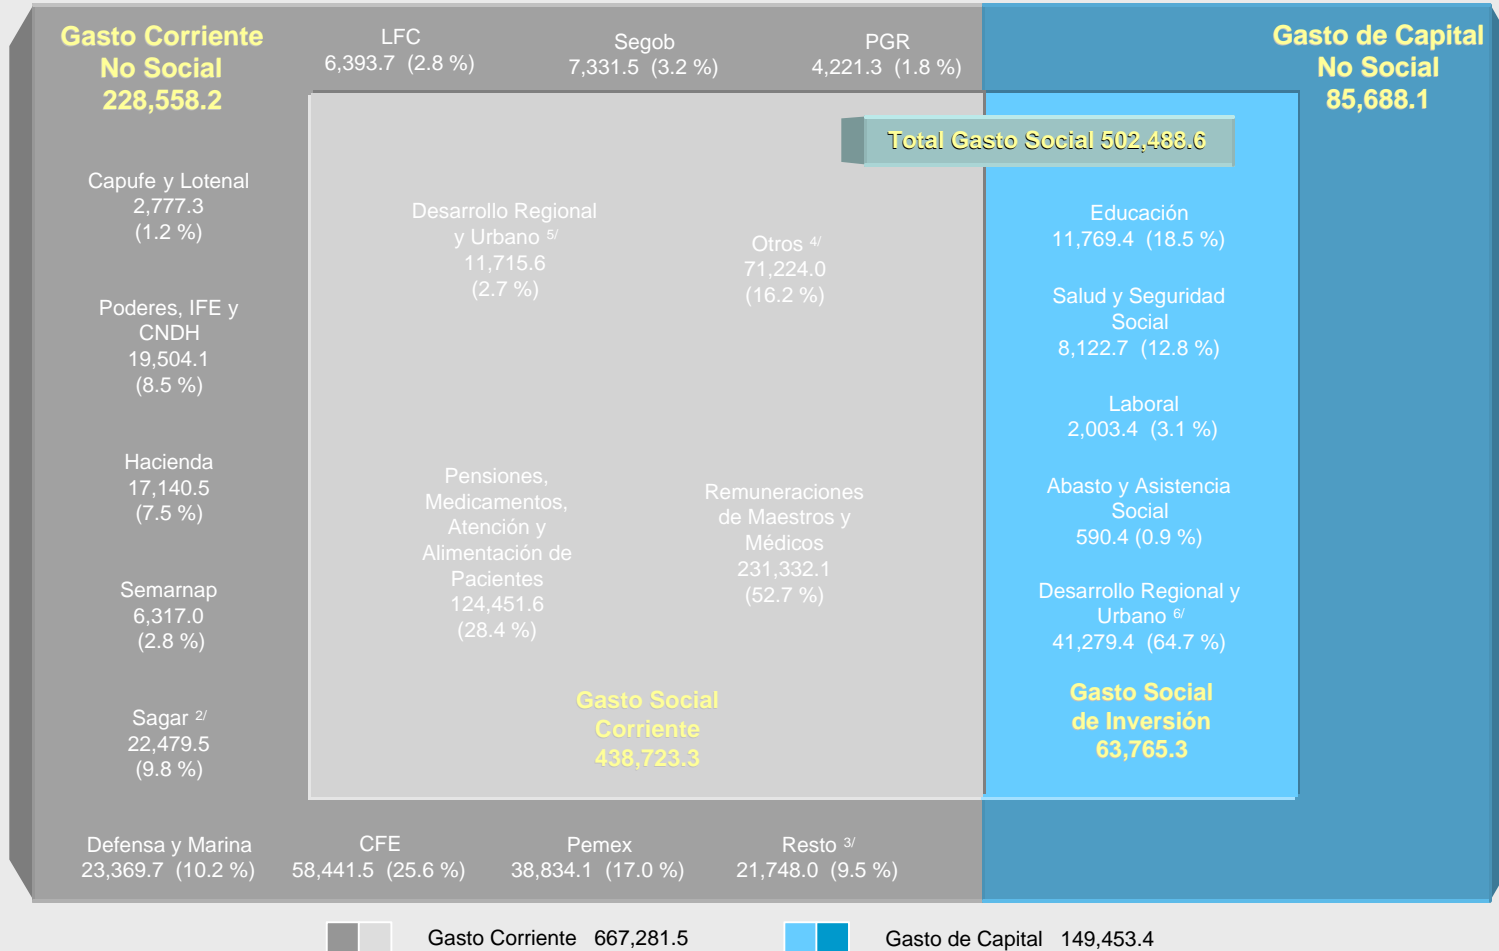 Gasto Corriente
No Social
228,558.2
LFC
6,393.7 (2.8 %)
Segob
7,331.5 (3.2 %)
PGR
4,221.3 (1.8 %)
Gasto de Capital
No Social
85,688.1
Total Gasto Social 502,488.6
Capufe y Lotenal
2,777.3
(1.2 %)
Poderes, IFE y
CNDH
19,504.1
(8.5 %)
Hacienda
17,140.5
(7.5 %)
Semarnap
6,317.0
(2.8 %)
Sagar 2/
22,479.5
(9.8 %)
Desarrollo Regional
y Urbano 5/
11,715.6
(2.7 %)
Otros 4/
71,224.0
(16.2 %)
Pensiones,
Medicamentos,
Atención y
Alimentación de
Pacientes
124,451.6
(28.4 %)
Remuneraciones
de Maestros y
Médicos
231,332.1
(52.7 %)
Gasto Social
Corriente
438,723.3
Educación
11,769.4 (18.5 %)
Salud y Seguridad
Social
8,122.7 (12.8 %)
Laboral
2,003.4 (3.1 %)
Abasto y Asistencia
Social
590.4 (0.9 %)
Desarrollo Regional y
Urbano 6/
41,279.4 (64.7 %)
Gasto Social
de Inversión
63,765.3
Defensa y Marina
23,369.7 (10.2 %)
CFE
58,441.5 (25.6 %)
Pemex
38,834.1 (17.0 %)
Resto 3/
21,748.0 (9.5 %)
Gasto Corriente 667,281.5
Gasto de Capital 149,453.4